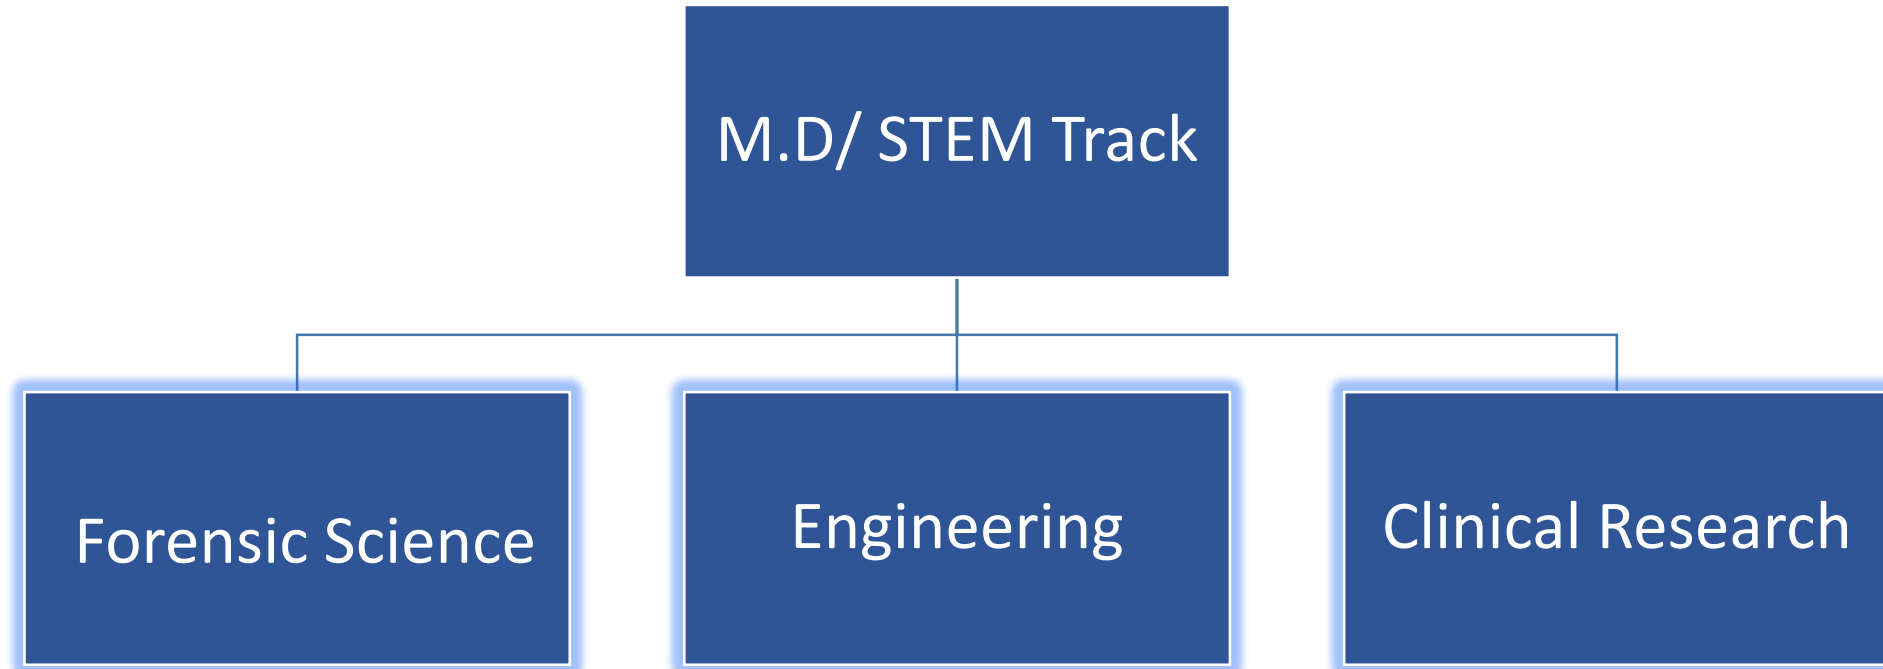 M.D/ STEM Track
Forensic Science
Engineering
Clinical Research